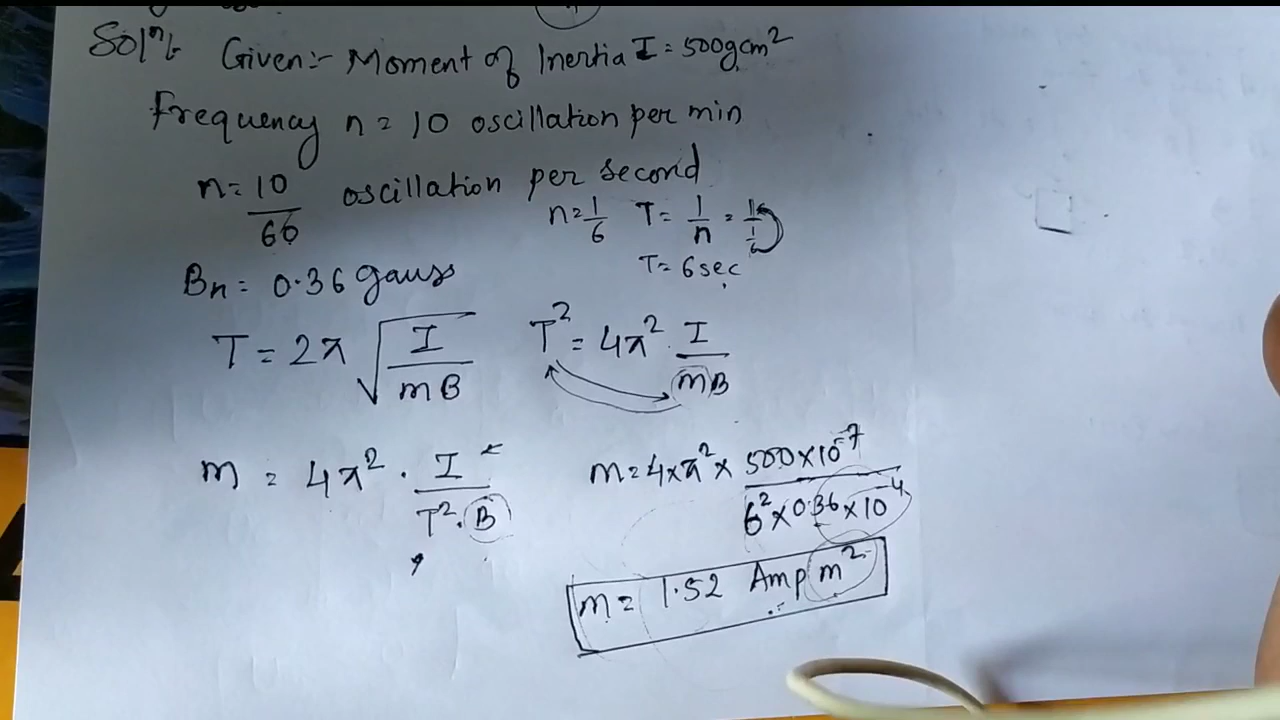 Solⁿ:- Given:- Moment of Inertia I = 500gcm²
Frequency n = 10 oscillation per min
n = 10/60 oscillation per second
n = 1/6 T = 1/n = 1/(1/6)
T = 6 sec
Bn = 0.36 gauss
T = 2π √(I/mB) T² = 4π² · I/mB
m = 4π² · I/(T² · B) m = 4×π²× (500×10⁻⁷)/(6²×0.36×10⁻⁴)
m = 1.52 Amp m²